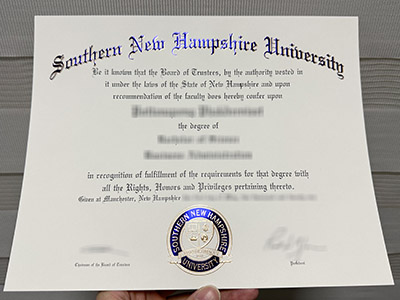 Southern New Hampshire University
Be it known that the Board of Trustees, by the authority vested in
it under the laws of the State of New Hampshire and upon
recommendation of the faculty does hereby confer upon
the degree of
in recognition of fulfillment of the requirements for that degree with
all the Rights, Honors and Privileges pertaining thereto.
Given at Manchester, New Hampshire
SOUTHERN NEW HAMPSHIRE
UNIVERSITY
Chairman of the Board of Trustees
President